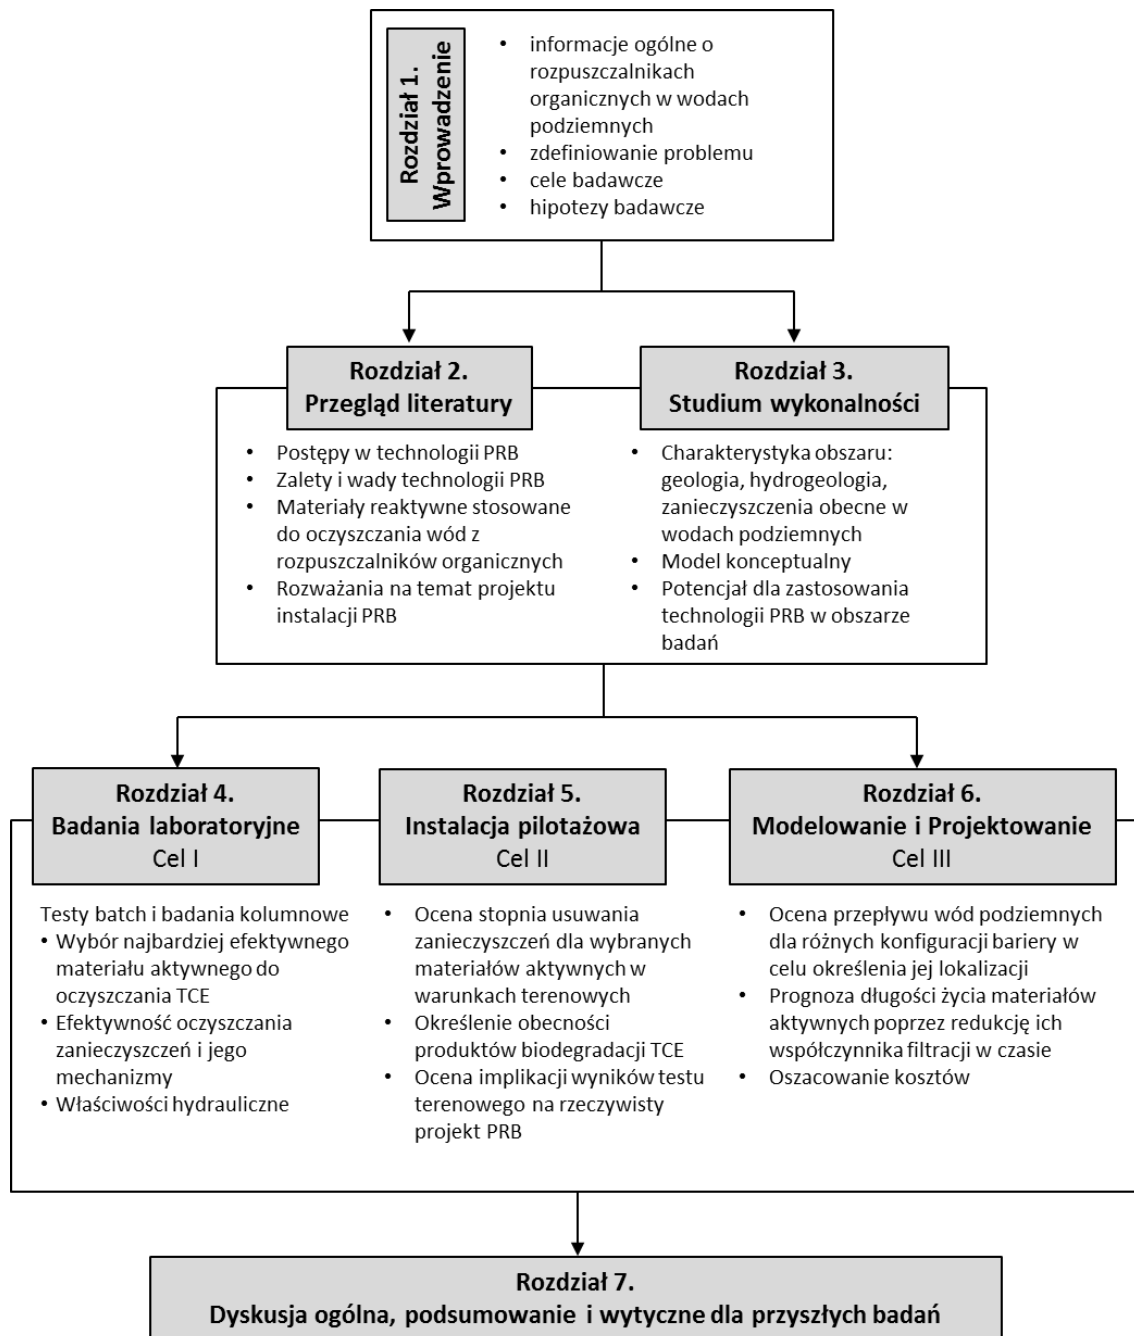 Rozdział 1.
Wprowadzenie
• informacje ogólne o
rozpuszczalnikach
organicznych w wodach
podziemnych
• zdefiniowanie problemu
• cele badawcze
• hipotezy badawcze
Rozdział 2.
Przegląd literatury
• Postępy w technologii PRB
• Zalety i wady technologii PRB
• Materiały reaktywne stosowane
do oczyszczania wód z
rozpuszczalników organicznych
• Rozważania na temat projektu
instalacji PRB
Rozdział 3.
Studium wykonalności
• Charakterystyka obszaru:
geologia, hydrogeologia,
zanieczyszczenia obecne w
wodach podziemnych
• Model konceptualny
• Potencjał dla zastosowania
technologii PRB w obszarze
badań
Rozdział 4.
Badania laboratoryjne
Cel I
Testy batch i badania kolumnowe
• Wybór najbardziej efektywnego
materiału aktywnego do
oczyszczania TCE
• Efektywność oczyszczania
zanieczyszczeń i jego
mechanizmy
• Właściwości hydrauliczne
Rozdział 5.
Instalacja pilotażowa
Cel II
• Ocena stopnia usuwania
zanieczyszczeń dla wybranych
materiałów aktywnych w
warunkach terenowych
• Określenie obecności
produktów biodegradacji TCE
• Ocena implikacji wyników testu
terenowego na rzeczywisty
projekt PRB
Rozdział 6.
Modelowanie i Projektowanie
Cel III
• Ocena przepływu wód podziemnych
dla różnych konfiguracji bariery w
celu określenia jej lokalizacji
• Prognoza długości życia materiałów
aktywnych poprzez redukcję ich
współczynnika filtracji w czasie
• Oszacowanie kosztów
Rozdział 7.
Dyskusja ogólna, podsumowanie i wytyczne dla przyszłych badań